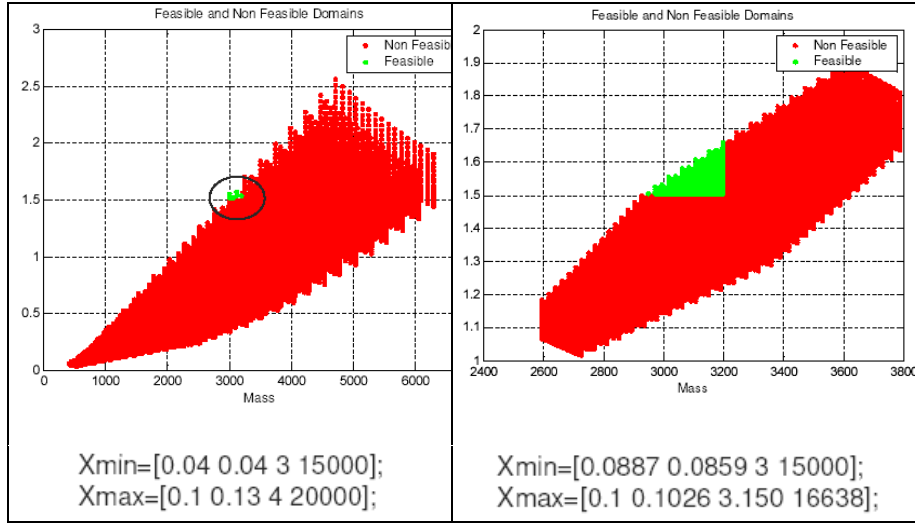 Feasible and Non Feasible Domains
3
2.5
2
1.5
1
0.5
0
Non Feasib
Feasible
0 1000 2000 3000 4000 5000 6000
Mass
Xmin=[0.04 0.04 3 15000];
Xmax=[0.1 0.13 4 20000];
Feasible and Non Feasible Domains
2
1.9
1.8
1.7
1.6
1.5
1.4
1.3
1.2
1.1
1
Non Feasible
Feasible
2400 2600 2800 3000 3200 3400 3600 3800
Mass
Xmin=[0.0887 0.0859 3 15000];
Xmax=[0.1 0.1026 3.150 16638];